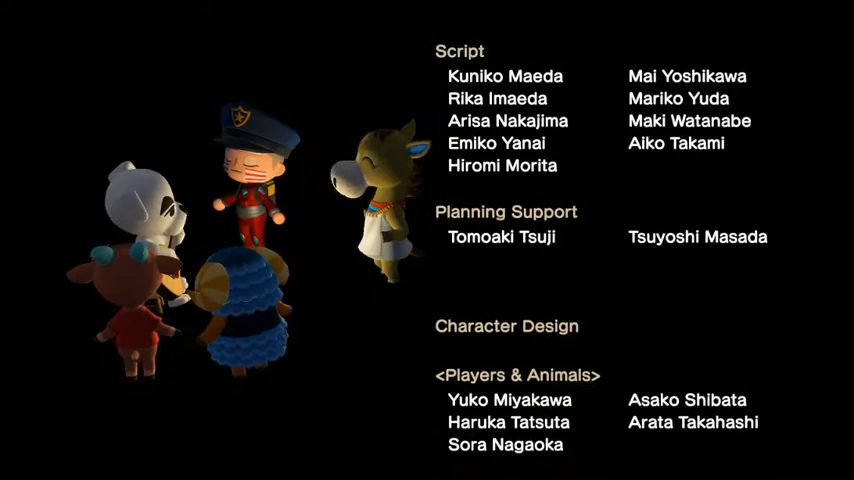 Script
Kuniko Maeda Mai Yoshikawa
Rika Imaeda Mariko Yuda
Arisa Nakajima Maki Watanabe
Emiko Yanai Aiko Takami
Hiromi Morita
Planning Support
Tomoaki Tsuji Tsuyoshi Masada
Character Design
<Players & Animals>
Yuko Miyakawa Asako Shibata
Haruka Tatsuta Arata Takahashi
Sora Nagaoka